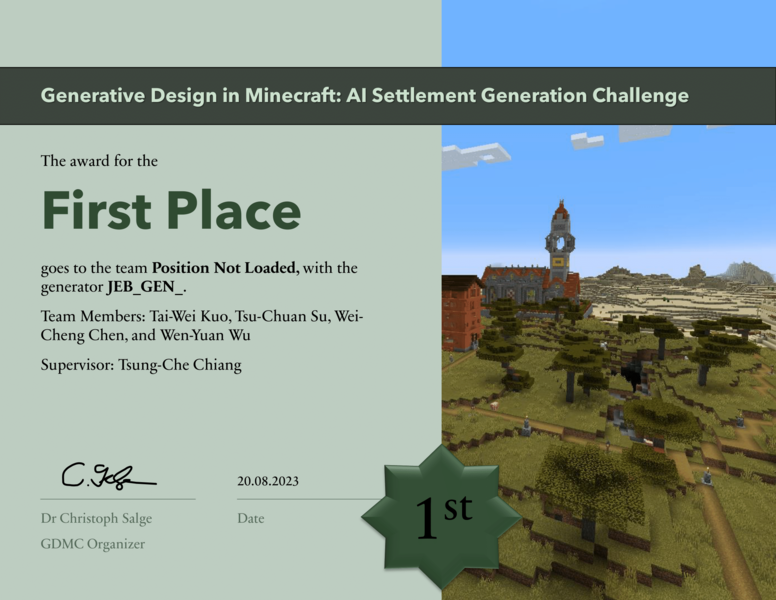 Generative Design in Minecraft: AI Settlement Generation Challenge
The award for the
First Place
goes to the team Position Not Loaded, with the
generator JEB_GEN_.
Team Members: Tai-Wei Kuo, Tsu-Chuan Su, Wei-
Cheng Chen, and Wen-Yuan Wu
Supervisor: Tsung-Che Chiang
C. Salge
20.08.2023
Dr Christoph Salge
Date
GDMC Organizer
1st